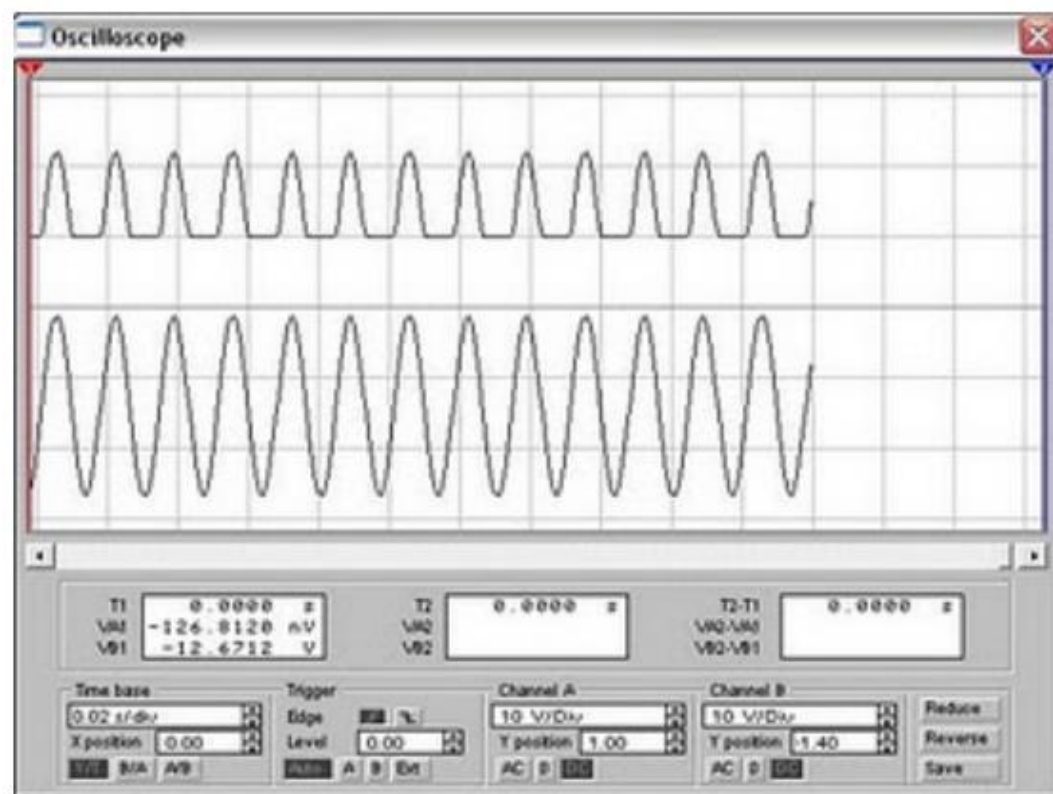 Oscilloscope
T1 0.0000 s T2 0.0000 s T2-T1 0.0000 s
VA1 -126.8120 nV VA2 VA2-VA1
VB1 -12.6712 V VB2 VB2-VB1
Time base Trigger Channel A Channel B
0.02 s/div Edge 10 V/Div 10 V/Div Reduce
X position 0.00 Level 0.00 Y position 1.00 Y position -1.40 Reverse
Y/T B/A A/B Auto A B Ext AC 0 DC AC 0 DC Save